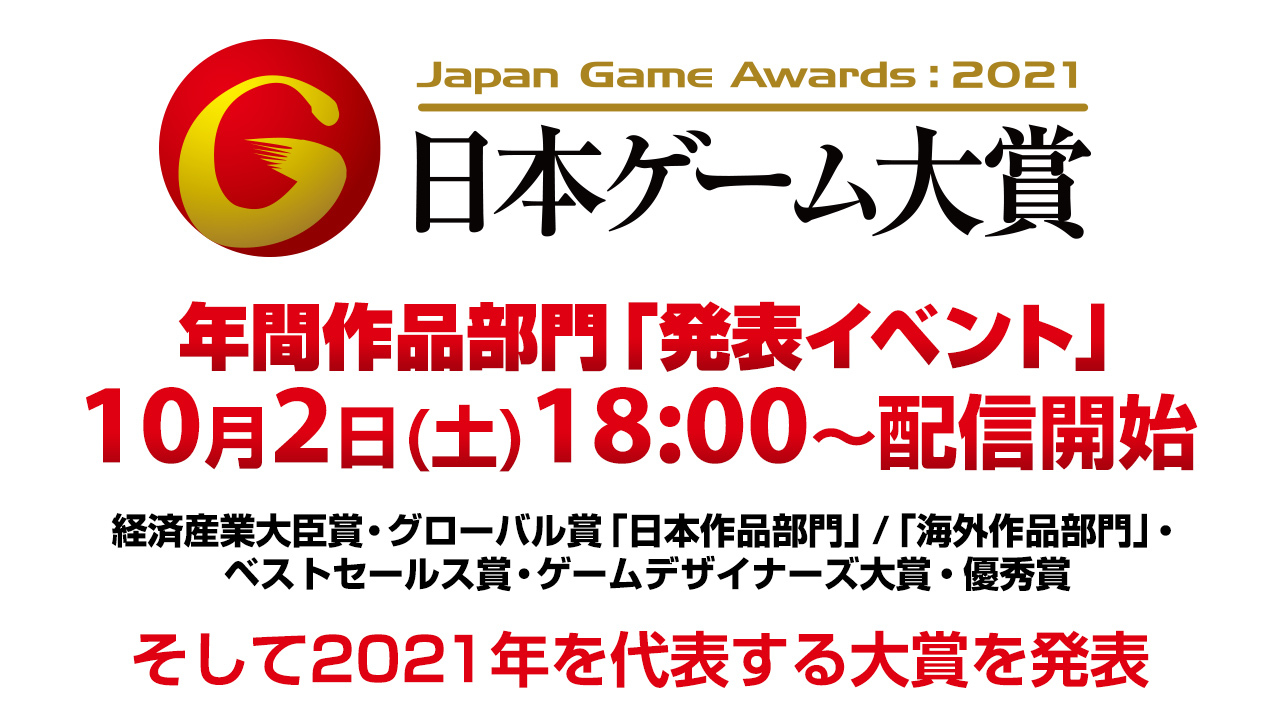 Japan Game Awards : 2021
日本ゲーム大賞
年間作品部門「発表イベント」
10月2日(土)18:00～配信開始
経済産業大臣賞・グローバル賞「日本作品部門」/「海外作品部門」・
ベストセールス賞・ゲームデザイナーズ大賞・優秀賞
そして2021年を代表する大賞を発表